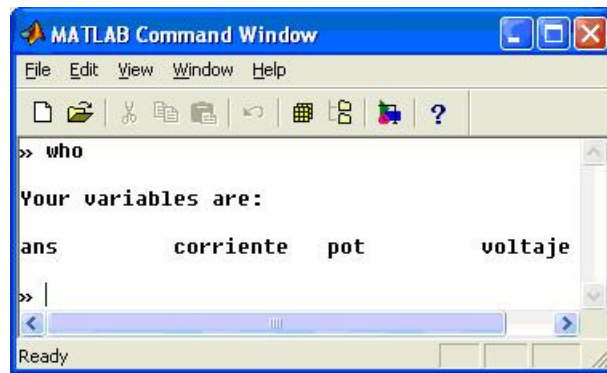 MATLAB Command Window
File Edit View Window Help
?
» who
Your variables are:
ans corriente pot voltaje
»
Ready